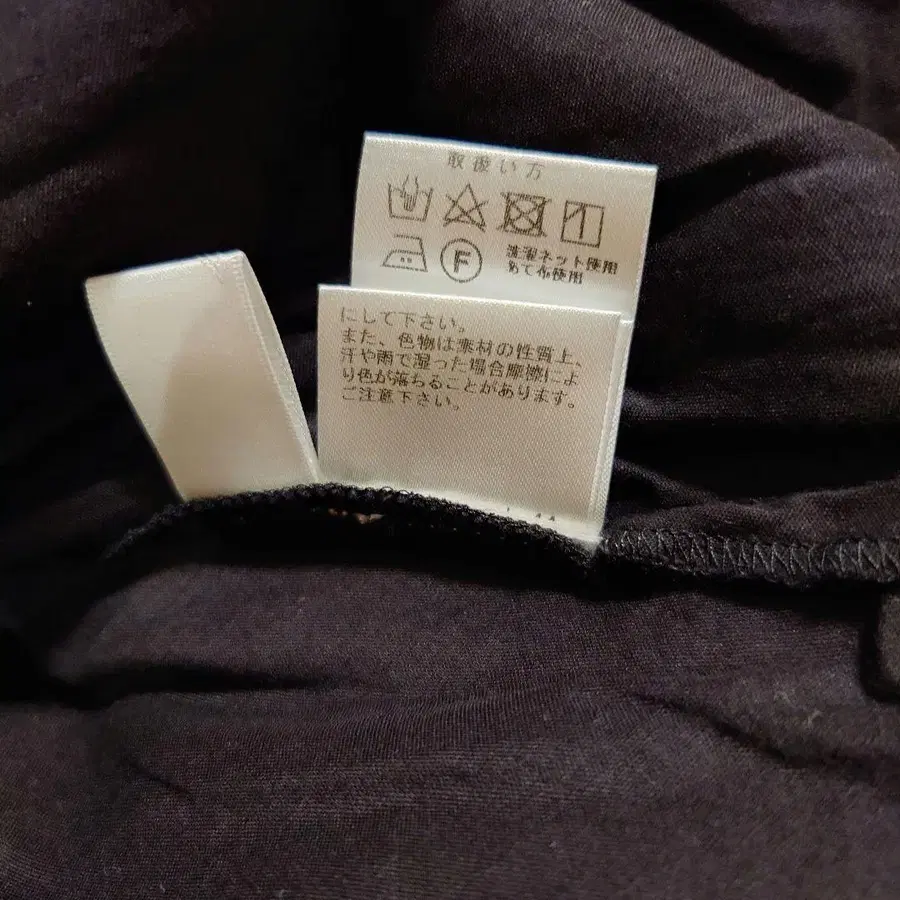 取扱い方
F
洗濯ネット使用
あて布使用
にして下さい。
また、色物は素材の性質上、
汗や雨で湿った場合摩擦によ
り色が落ちることがあります。
ご注意下さい。